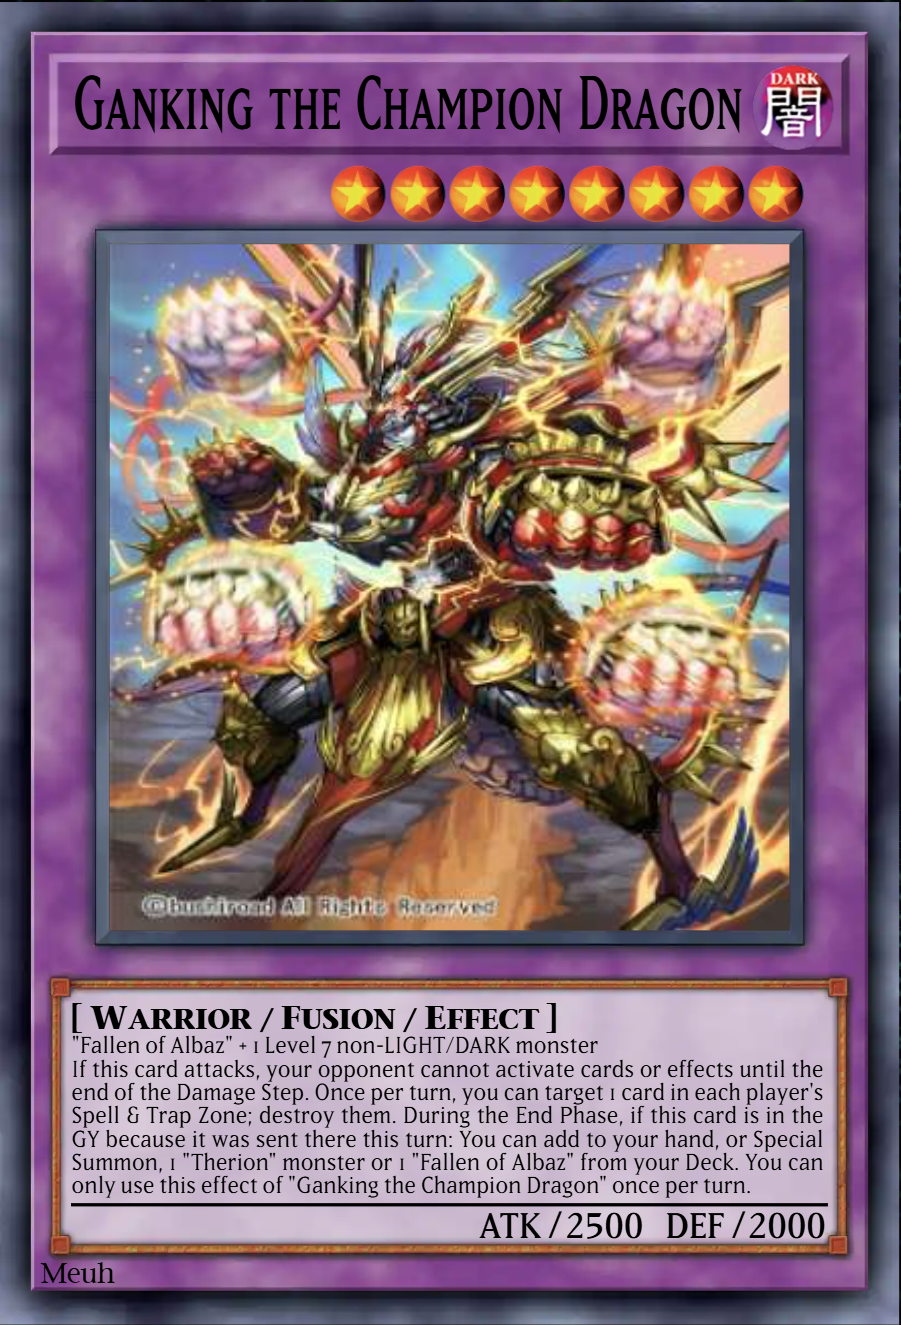 Ganking the Champion Dragon
DARK
闇
©bushiroad All Rights Reserved
[ Warrior / Fusion / Effect ]
"Fallen of Albaz" + 1 Level 7 non-LIGHT/DARK monster
If this card attacks, your opponent cannot activate cards or effects until the
end of the Damage Step. Once per turn, you can target 1 card in each player's
Spell & Trap Zone; destroy them. During the End Phase, if this card is in the
GY because it was sent there this turn: You can add to your hand, or Special
Summon, 1 "Therion" monster or 1 "Fallen of Albaz" from your Deck. You can
only use this effect of "Ganking the Champion Dragon" once per turn.
ATK/2500 DEF/2000
Meuh